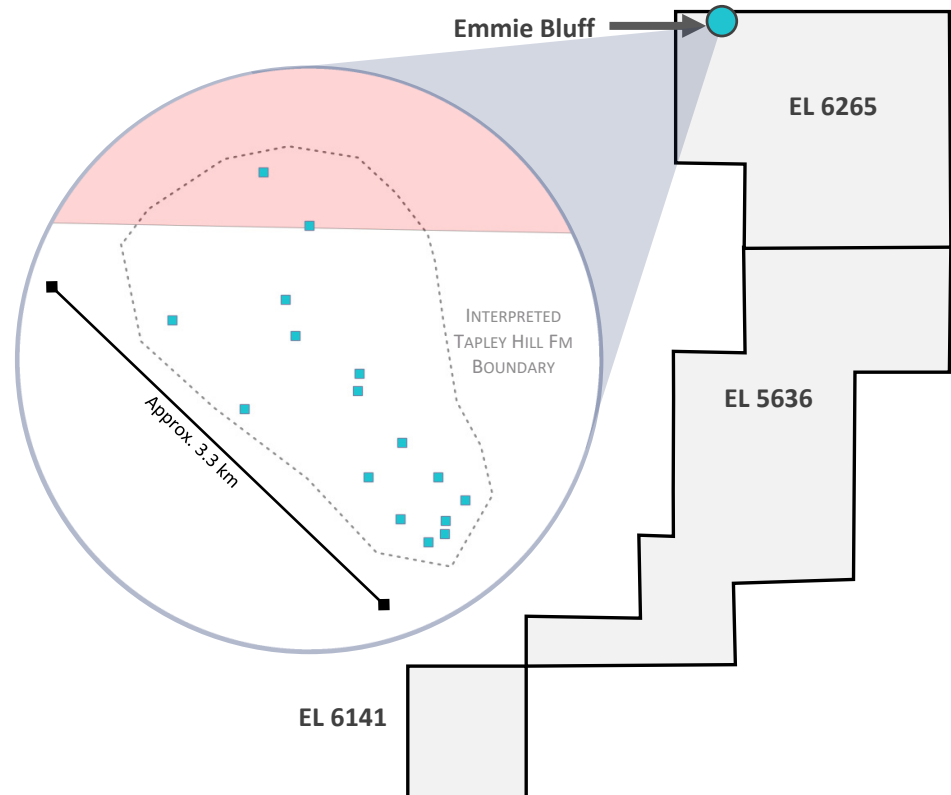 Emmie Bluff
EL 6265
INTERPRETED
TAPLEY HILL FM
BOUNDARY
EL 5636
Approx. 3.3 km
EL 6141